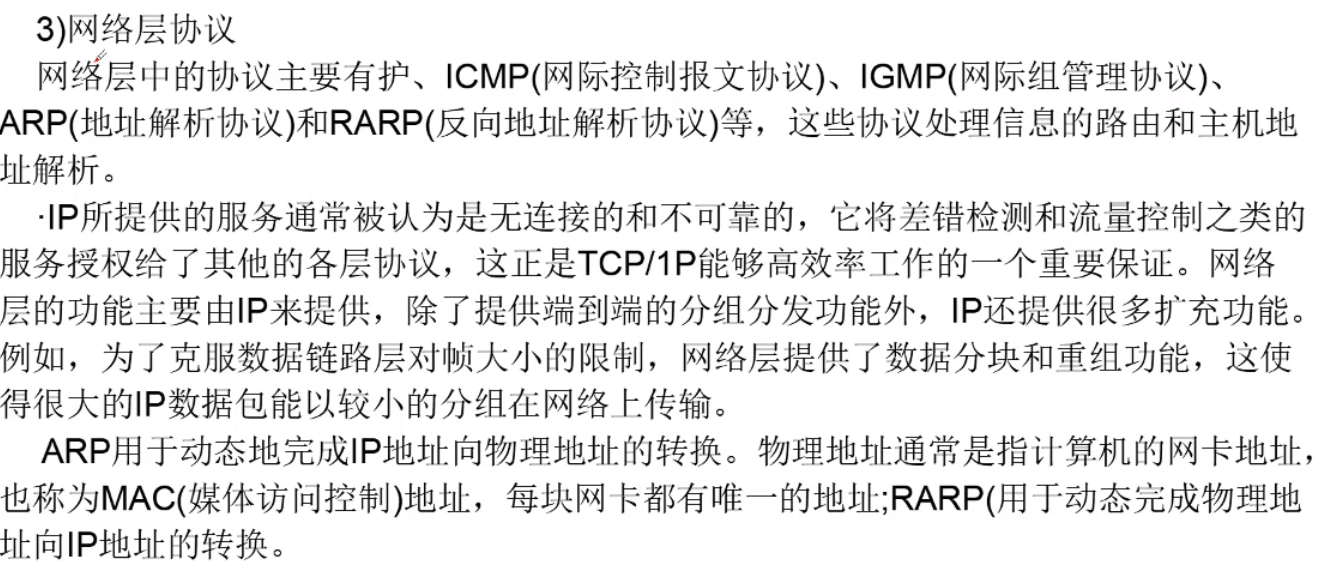 3)网络层协议
网络层中的协议主要有护、ICMP(网际控制报文协议)、IGMP(网际组管理协议)、
ARP(地址解析协议)和RARP(反向地址解析协议)等，这些协议处理信息的路由和主机地
址解析。
·IP所提供的服务通常被认为是无连接的和不可靠的，它将差错检测和流量控制之类的
服务授权给了其他的各层协议，这正是TCP/1P能够高效率工作的一个重要保证。网络
层的功能主要由IP来提供，除了提供端到端的分组分发功能外，IP还提供很多扩充功能。
例如，为了克服数据链路层对帧大小的限制，网络层提供了数据分块和重组功能，这使
得很大的IP数据包能以较小的分组在网络上传输。
ARP用于动态地完成IP地址向物理地址的转换。物理地址通常是指计算机的网卡地址，
也称为MAC(媒体访问控制)地址，每块网卡都有唯一的地址;RARP(用于动态完成物理地
址向IP地址的转换。